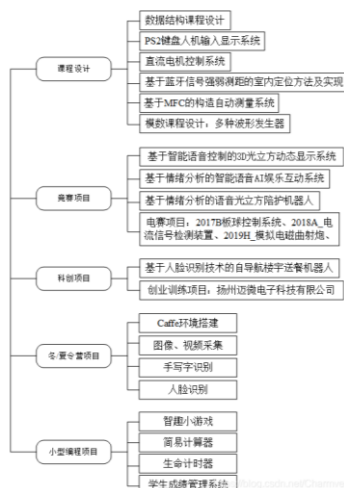 课程设计
数据结构课程设计
PS2键盘人机输入显示系统
直流电机控制系统
基于蓝牙信号强弱测距的室内定位方法及实现
基于MFC的构造自动测量系统
模数课程设计：多种波形发生器
竞赛项目
基于智能语音控制的3D光立方动态显示系统
基于情绪分析的智能语音AI娱乐互动系统
基于情绪分析的语音光立方陪护机器人
电赛项目：2017B板球控制系统、2018A_电
流信号检测装置、2019H_模拟电磁曲射炮、
科创项目
基于人脸识别技术的自导航楼宇送餐机器人
创业训练项目：扬州迈微电子科技有限公司
冬/夏令营项目
Caffe环境搭建
图像、视频采集
手写字识别
人脸识别
小型编程项目
智趣小游戏
简易计算器
生命计时器
学生成绩管理系统